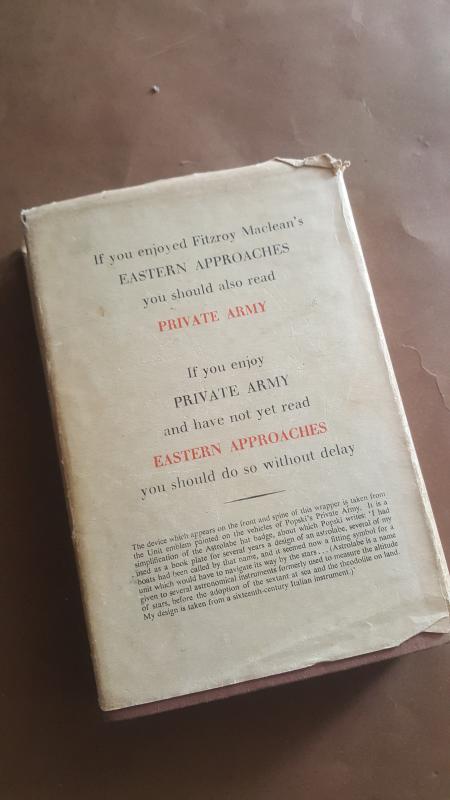 If you enjoyed Fitzroy Maclean's
EASTERN APPROACHES
you should also read
PRIVATE ARMY
If you enjoy
PRIVATE ARMY
and have not yet read
EASTERN APPROACHES
you should do so without delay
The device which appears on the front and spine of this wrapper is taken from
the Unit emblem painted on the vehicles of Popski's Private Army. It is a
simplification of the Astrolabe hat badge, about which Popski writes: 'I had
used as a book plate for several years a design of an astrolabe, several of my
boats had been called by that name, and it seemed now a fitting symbol for a
unit which would have to navigate its way by the stars . . . (Astrolabe is a name
given to several astronomical instruments formerly used to measure the altitude
of stars, before the adoption of the sextant at sea and the theodolite on land.
My design is taken from a sixteenth-century Italian instrument.)'